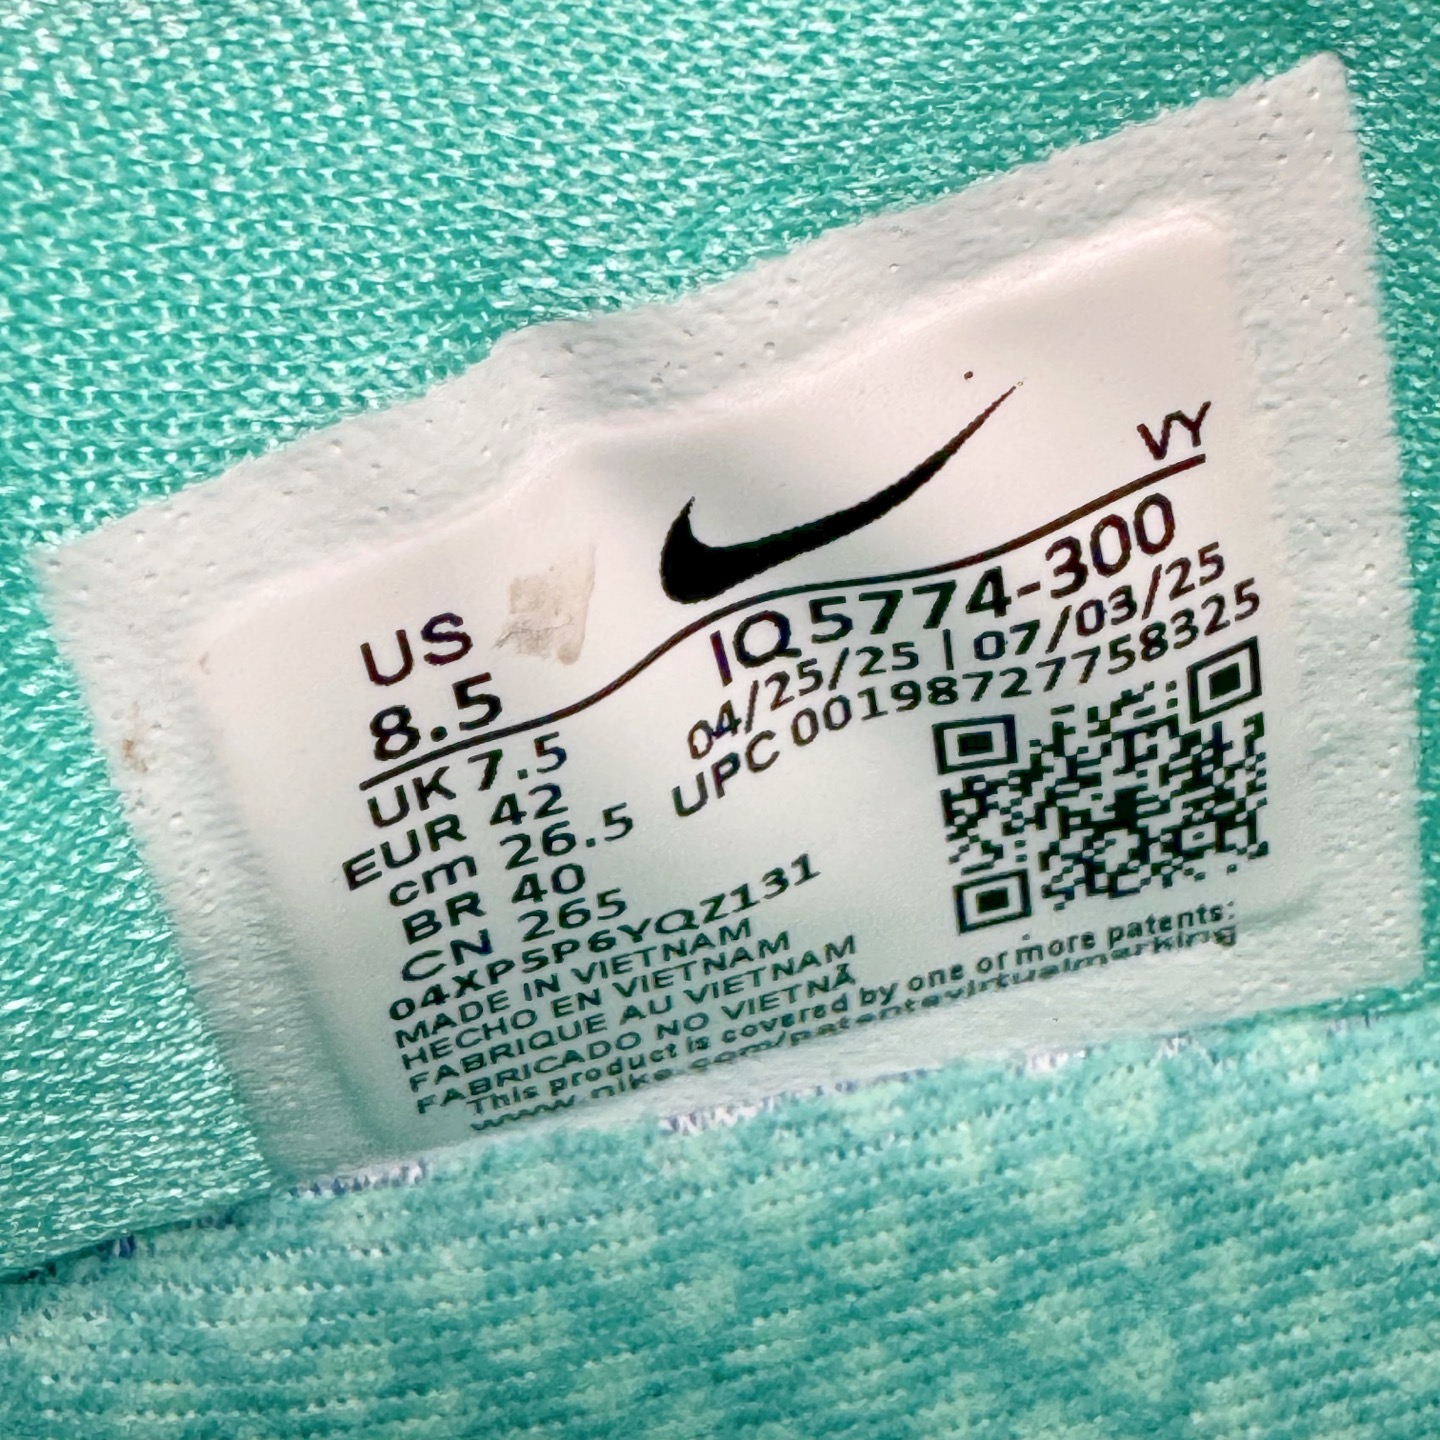 VY
US
8.5
UK 7.5
EUR 42
cm 26.5
BR 40
CN 265
IQ5774-300
04/25/25 | 07/03/25
UPC 00198727758325
04XP5P6YQZ131
MADE IN VIETNAM
HECHO EN VIETNAM
FABRIQUE AU VIETNAM
FABRICADO NO VIETNÃ
This product is covered by one or more patents:
www.nike.com/patentsvirtualmarking